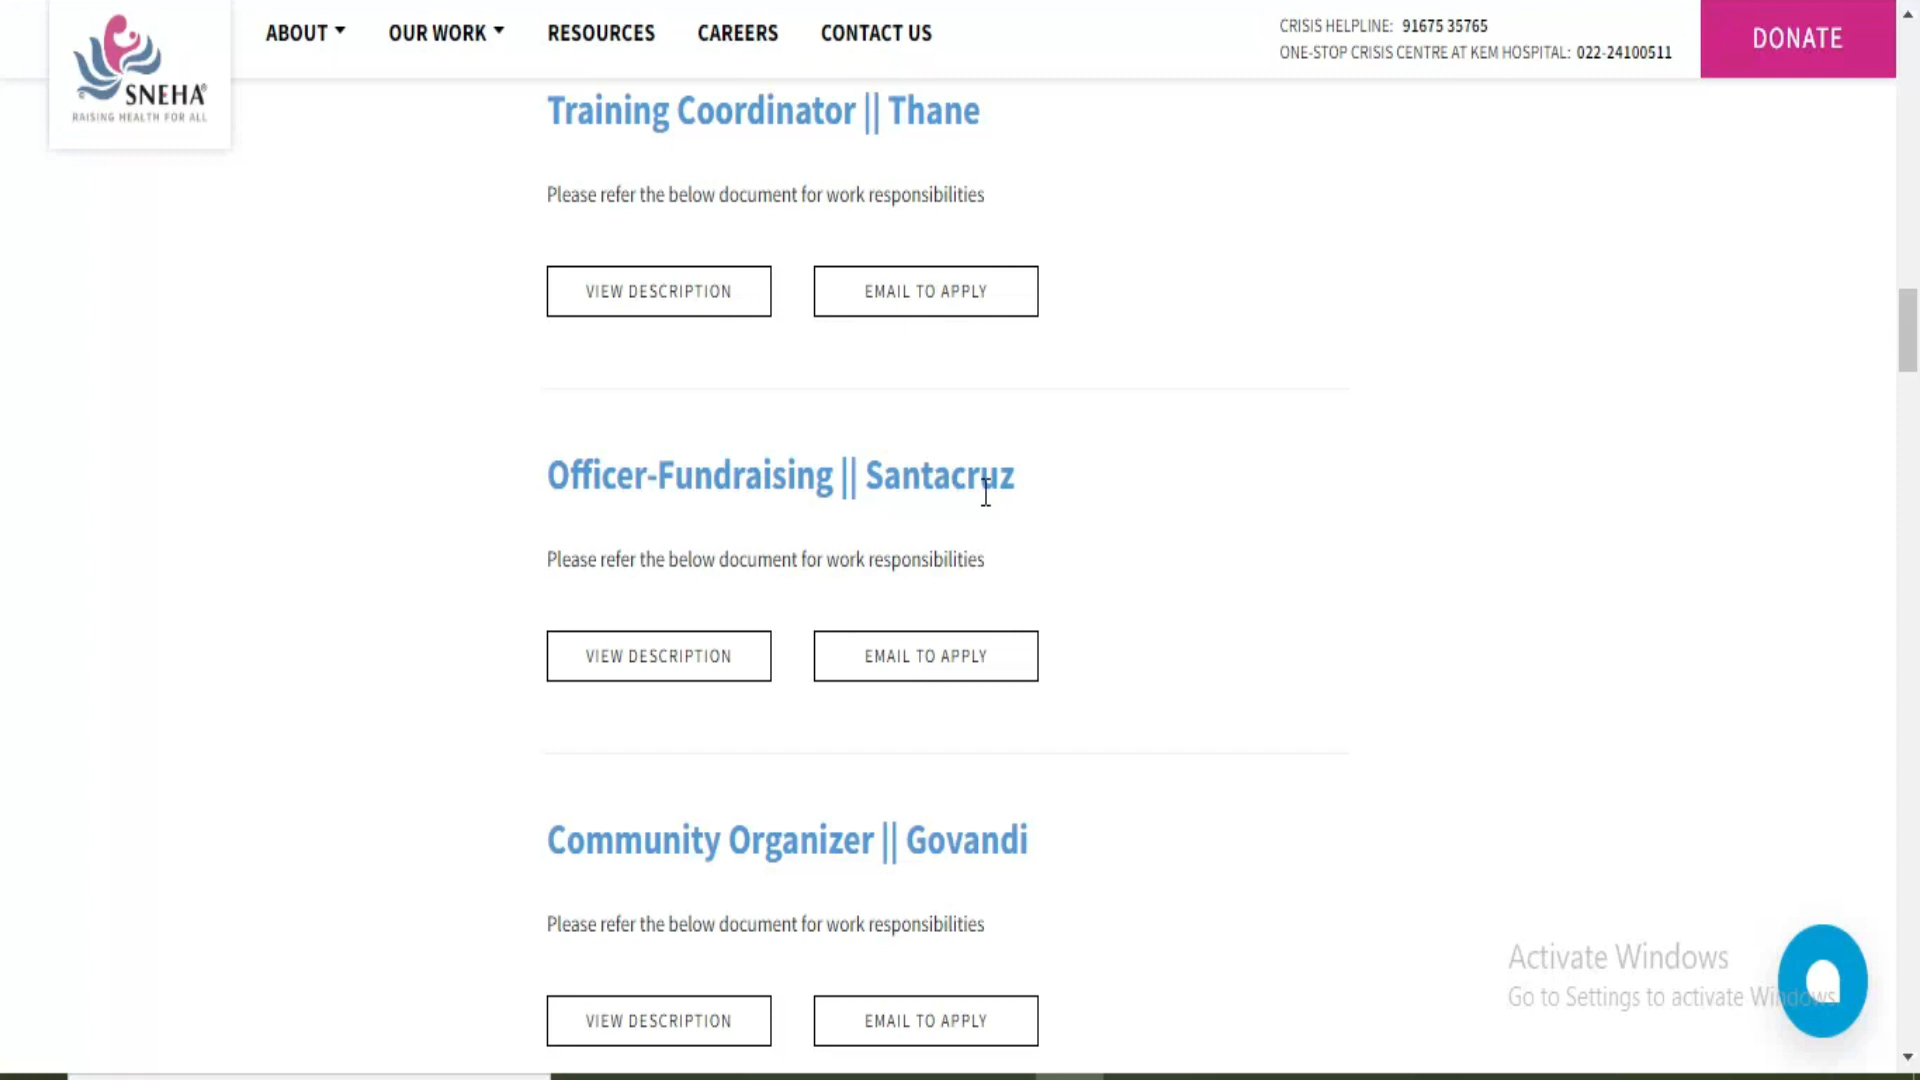 SNEHA®
RAISING HEALTH FOR ALL
ABOUT OUR WORK RESOURCES CAREERS CONTACT US
CRISIS HELPLINE: 91675 35765
ONE-STOP CRISIS CENTRE AT KEM HOSPITAL: 022-24100511
DONATE
Training Coordinator || Thane
Please refer the below document for work responsibilities
VIEW DESCRIPTION EMAIL TO APPLY
Officer-Fundraising || Santacruz
Please refer the below document for work responsibilities
VIEW DESCRIPTION EMAIL TO APPLY
Community Organizer || Govandi
Please refer the below document for work responsibilities
VIEW DESCRIPTION EMAIL TO APPLY
Activate Windows
Go to Settings to activate Windows.